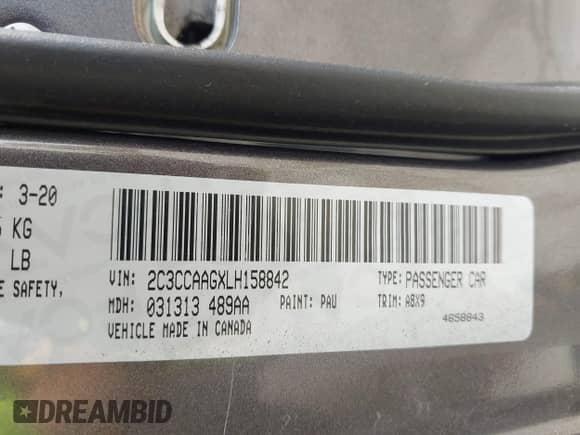 : 3-20
KG
LB
E SAFETY,
VIN: 2C3CCAAGXLH158842 TYPE: PASSENGER CAR
MDH: 031313 489AA PAINT: PAU TRIM: A8X9
VEHICLE MADE IN CANADA 4658843
DREAMBID